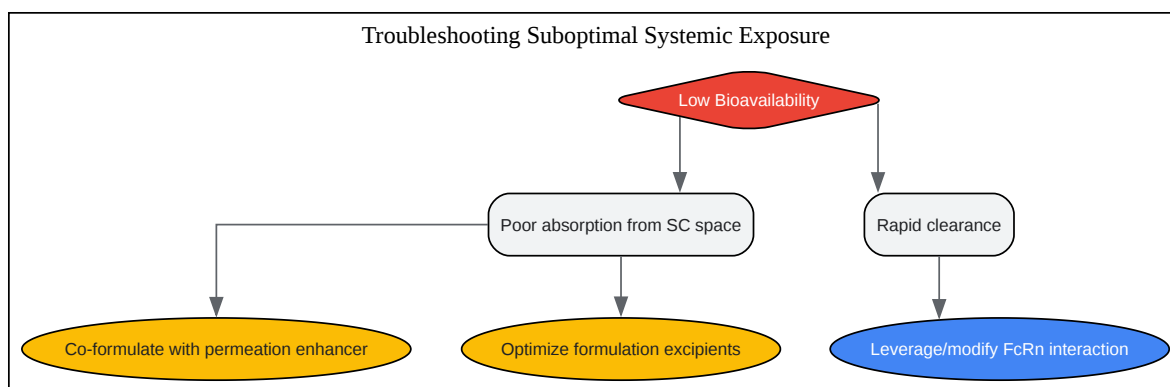 Troubleshooting Suboptimal Systemic Exposure
Low Bioavailability
Poor absorption from SC space
Rapid clearance
Co-formulate with permeation enhancer
Optimize formulation excipients
Leverage/modify FcRn interaction